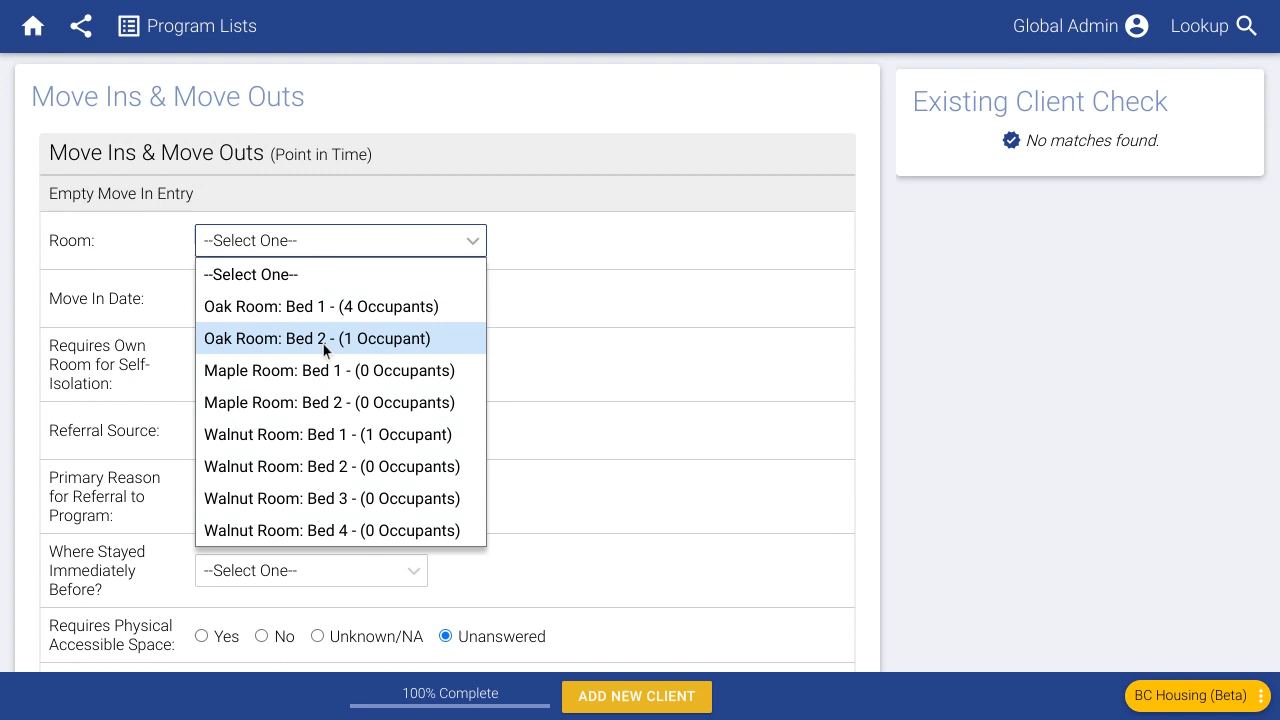 Program Lists
Global Admin
Lookup
Move Ins & Move Outs
Existing Client Check
No matches found.
Move Ins & Move Outs (Point in Time)
Empty Move In Entry
Room:
--Select One--
--Select One--
Oak Room: Bed 1 - (4 Occupants)
Move In Date:
Oak Room: Bed 2 - (1 Occupant)
Requires Own
Room for Self-
Isolation:
Maple Room: Bed 1 - (0 Occupants)
Maple Room: Bed 2 - (0 Occupants)
Referral Source:
Walnut Room: Bed 1 - (1 Occupant)
Walnut Room: Bed 2 - (0 Occupants)
Primary Reason
for Referral to
Program:
Walnut Room: Bed 3 - (0 Occupants)
Walnut Room: Bed 4 - (0 Occupants)
Where Stayed
Immediately
Before?
--Select One--
Requires Physical
Accessible Space:
Yes No Unknown/NA Unanswered
100% Complete
ADD NEW CLIENT
BC Housing (Beta)